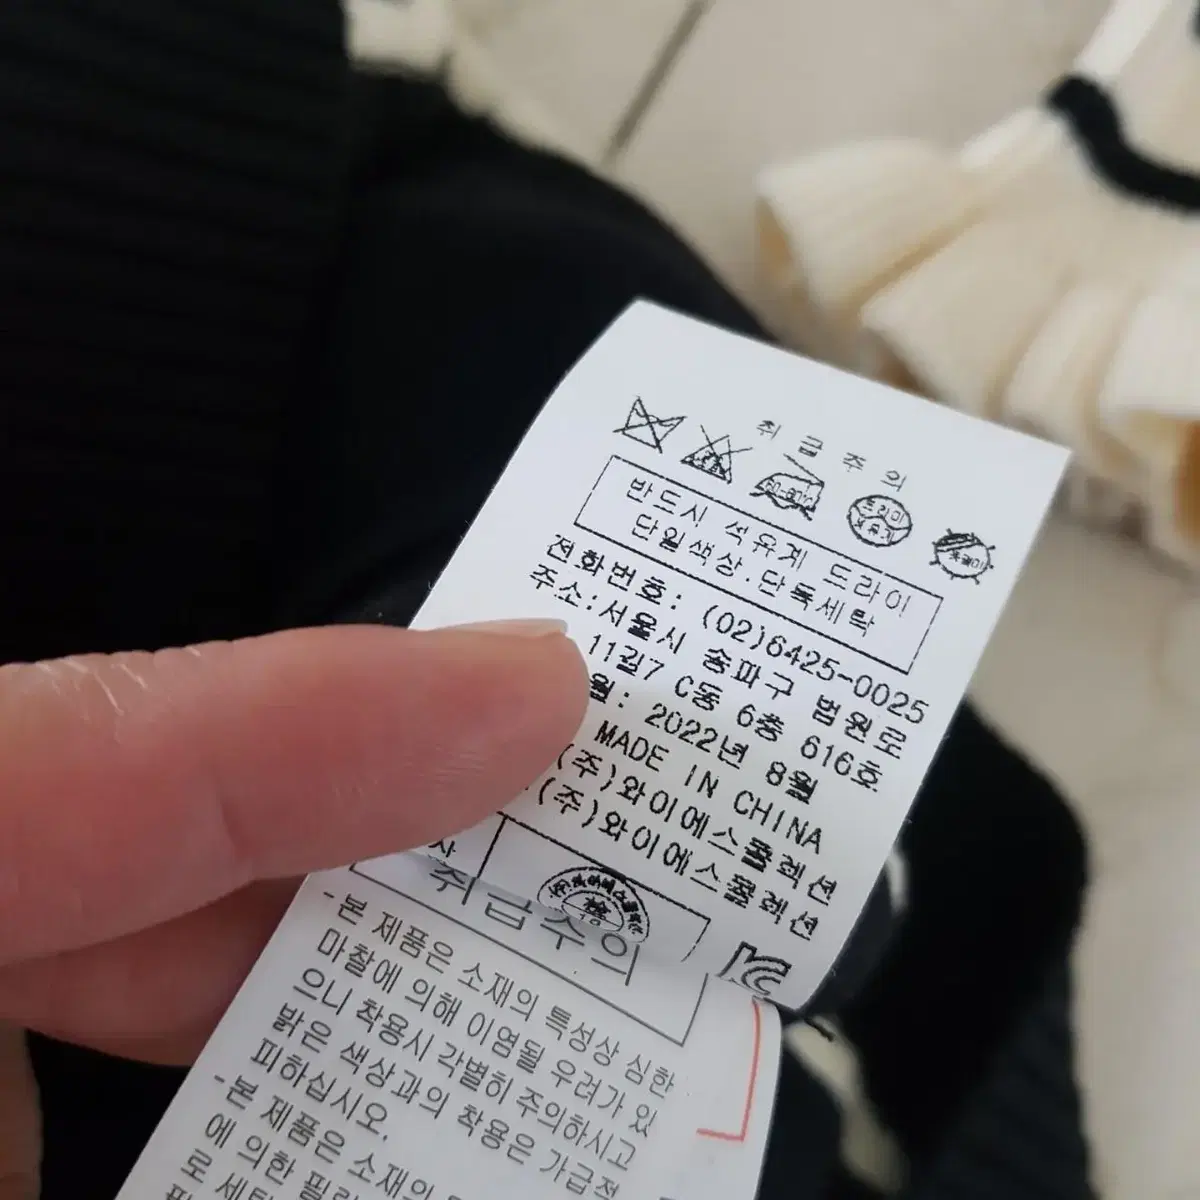 취 급 주 의
반드시 석유계 드라이
단일색상·단독세탁
전화번호: (02)6425-0025
주소:서울시 송파구 법원로
11길7 C동 6층 616호
월: 2022년 8월
MADE IN CHINA
(주)와이에스콜렉션
(주)와이에스콜렉션
사
취급주의
-본 제품은 소재의 특성상 심한
마찰에 의해 이염될 우려가 있
으니 착용시 각별히 주의하시고
밝은 색상과의 착용은 가급적
피하십시오.
-본 제품은 소재의
에 의한
로